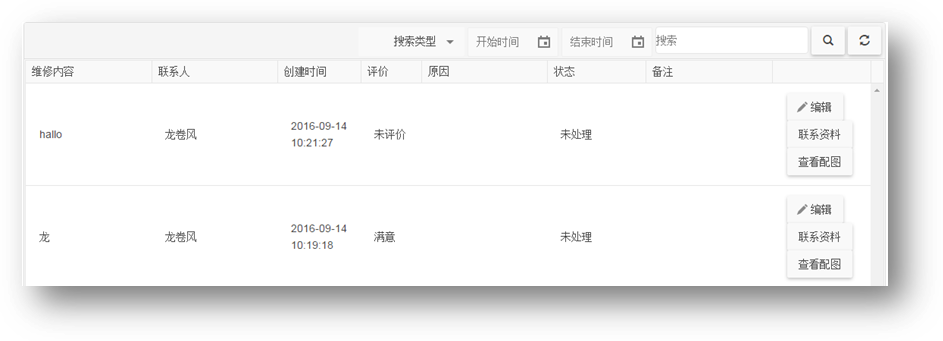 搜索类型 开始时间 结束时间 搜索
维修内容 联系人 创建时间 评价 原因 状态 备注
hallo 龙卷风 2016-09-14 10:21:27 未评价 未处理
编辑
联系资料
查看配图
龙 龙卷风 2016-09-14 10:19:18 满意 未处理
编辑
联系资料
查看配图